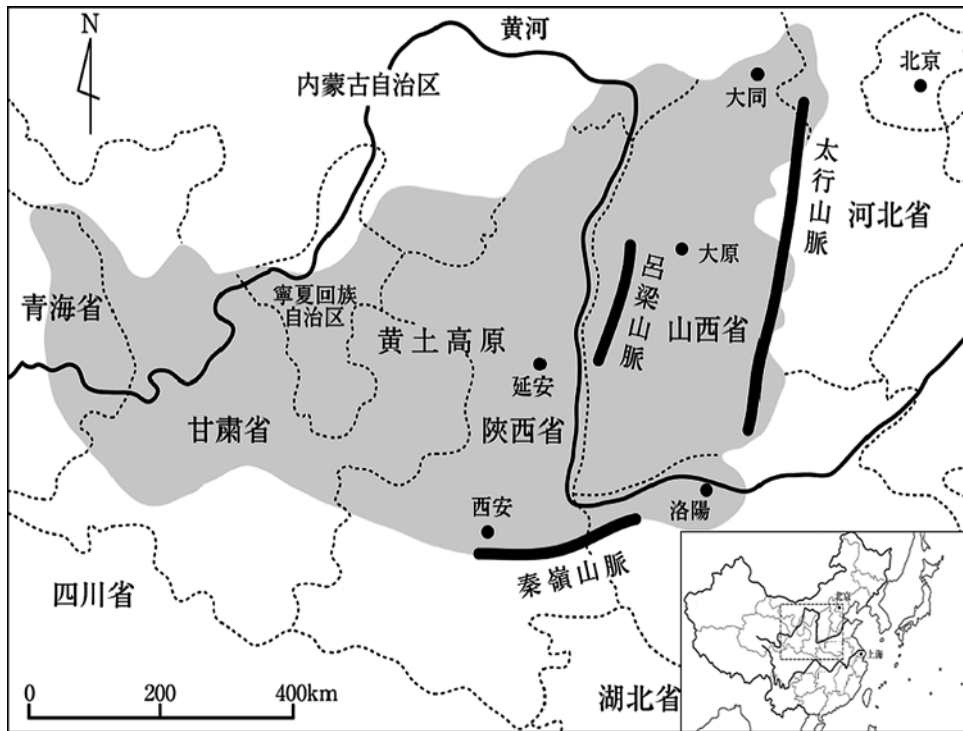 N
黄河
内蒙古自治区
北京
大同
太行山脈
河北省
大原
呂梁山脈
山西省
青海省
寧夏回族
自治区
黄土高原
延安
甘粛省
陝西省
西安
洛陽
秦嶺山脈
四川省
湖北省
0
200
400km
北京
上海